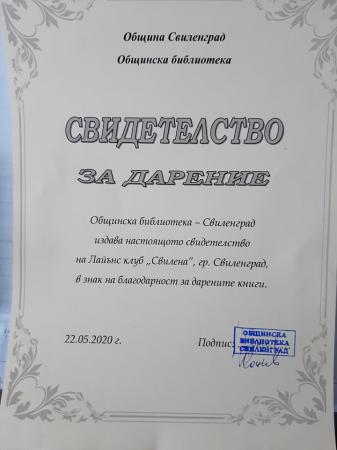 Община Свиленград
Общинска библиотека
СВИДЕТЕЛСТВО
ЗА ДАРЕНИЕ
Общинска библиотека – Свиленград
издава настоящото свидетелство
на Лайънс клуб „Свилена”, гр. Свиленград,
в знак на благодарност за дарените книги.
22.05.2020 г.
Подпис:
ОБЩИНСКА
БИБЛИОТЕКА
СВИЛЕНГРАД